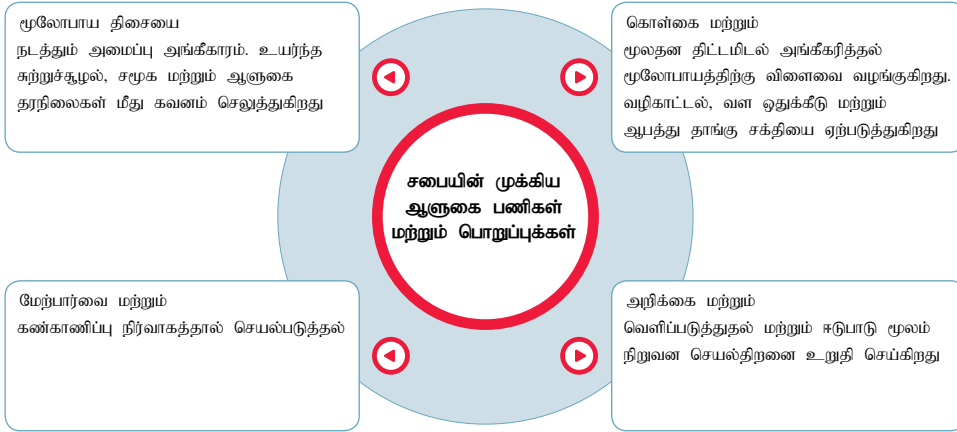 மூலோபாய திசையை
நடத்தும் அமைப்பு அங்கீகாரம். உயர்ந்த
சுற்றுச்சூழல், சமூக மற்றும் ஆளுகை
தரநிலைகள் மீது கவனம் செலுத்துகிறது
கொள்கை மற்றும்
மூலதன திட்டமிடல் அங்கீகரித்தல்
மூலோபாயத்திற்கு விளைவை வழங்குகிறது.
வழிகாட்டல், வள ஒதுக்கீடு மற்றும்
ஆபத்து தாங்கு சக்தியை ஏற்படுத்துகிறது
சபையின் முக்கிய
ஆளுகை பணிகள்
மற்றும் பொறுப்புக்கள்
மேற்பார்வை மற்றும்
கண்காணிப்பு நிர்வாகத்தால் செயல்படுத்தல்
அறிக்கை மற்றும்
வெளிப்படுத்துதல் மற்றும் ஈடுபாடு மூலம்
நிறுவன செயல்திறனை உறுதி செய்கிறது